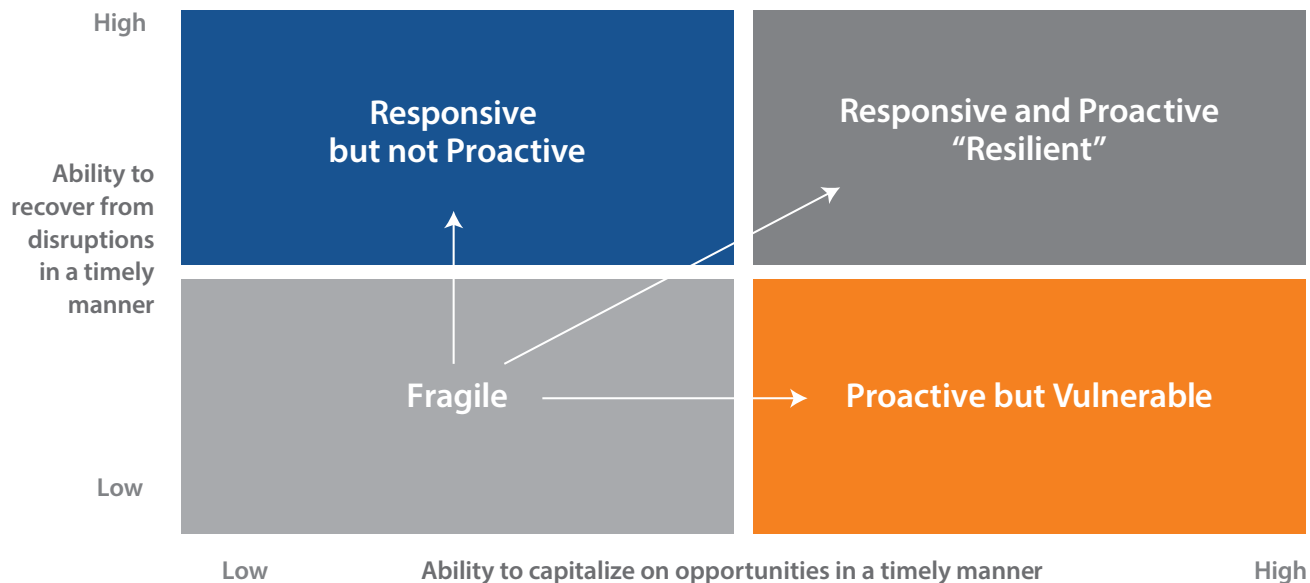 High
Responsive
but not Proactive
Responsive and Proactive
“Resilient”
Ability to
recover from
disruptions
in a timely
manner
Fragile
Proactive but Vulnerable
Low
Low
Ability to capitalize on opportunities in a timely manner
High